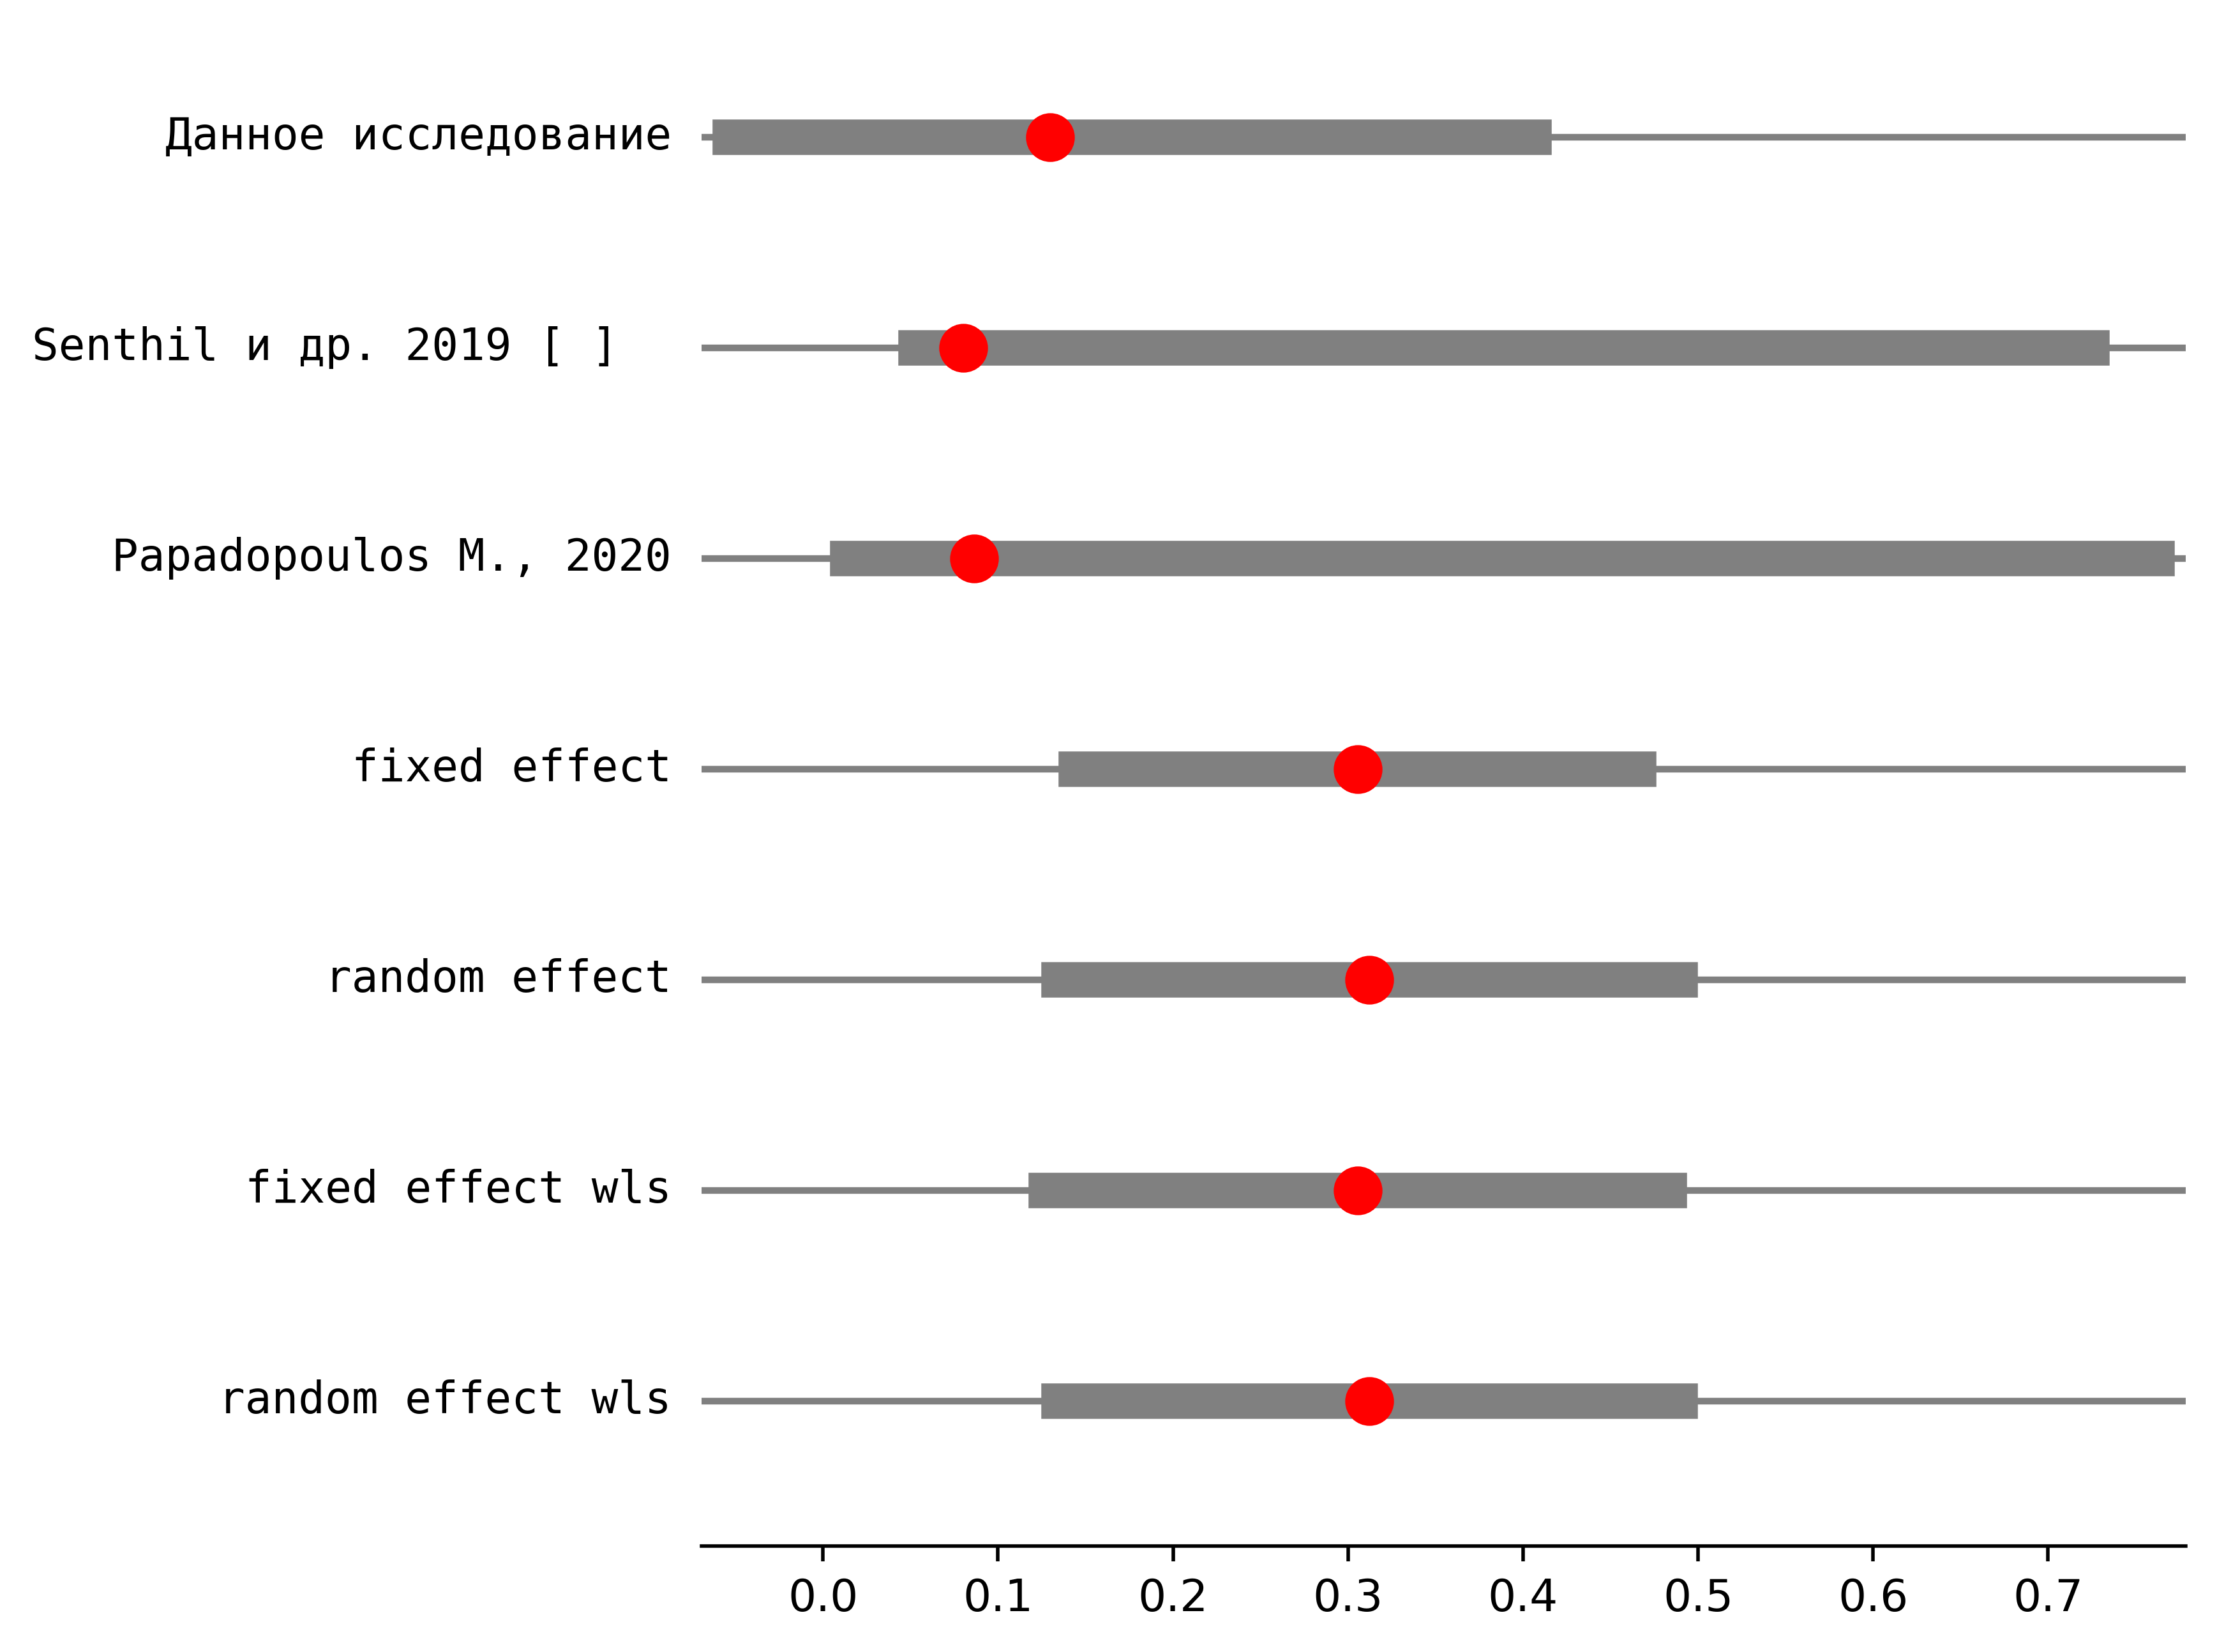 Данное исследование
Senthil и др. 2019 [ ]
Papadopoulos M., 2020
fixed effect
random effect
fixed effect wls
random effect wls
0.0 0.1 0.2 0.3 0.4 0.5 0.6 0.7